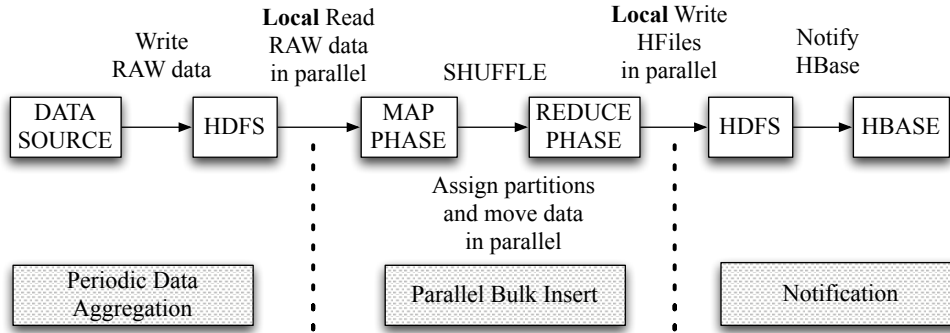 Write
RAW data
Local Read
RAW data
in parallel
SHUFFLE
Local Write
HFiles
in parallel
Notify
HBase
DATA
SOURCE
HDFS
MAP
PHASE
REDUCE
PHASE
HDFS
HBASE
Assign partitions
and move data
in parallel
Periodic Data
Aggregation
Parallel Bulk Insert
Notification